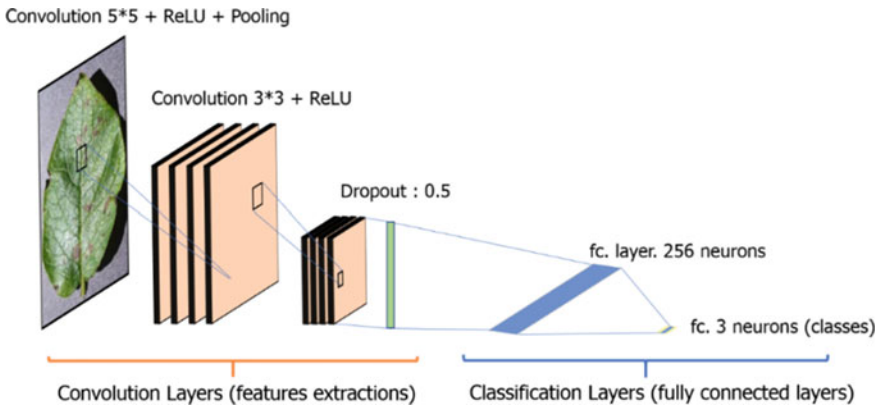 Convolution 5*5 + ReLU + Pooling
Convolution 3*3 + ReLU
Dropout : 0.5
fc. layer. 256 neurons
fc. 3 neurons (classes)
Convolution Layers (features extractions)
Classification Layers (fully connected layers)